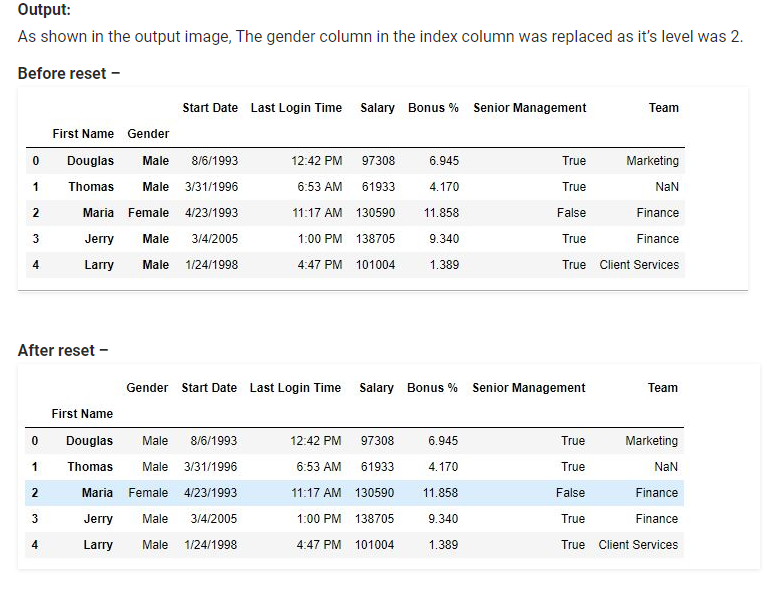 Output:
As shown in the output image, The gender column in the index column was replaced as it’s level was 2.
Before reset –
Start Date Last Login Time Salary Bonus % Senior Management Team
First Name Gender
0 Douglas Male 8/6/1993 12:42 PM 97308 6.945 True Marketing
1 Thomas Male 3/31/1996 6:53 AM 61933 4.170 True NaN
2 Maria Female 4/23/1993 11:17 AM 130590 11.858 False Finance
3 Jerry Male 3/4/2005 1:00 PM 138705 9.340 True Finance
4 Larry Male 1/24/1998 4:47 PM 101004 1.389 True Client Services
After reset –
Gender Start Date Last Login Time Salary Bonus % Senior Management Team
First Name
0 Douglas Male 8/6/1993 12:42 PM 97308 6.945 True Marketing
1 Thomas Male 3/31/1996 6:53 AM 61933 4.170 True NaN
2 Maria Female 4/23/1993 11:17 AM 130590 11.858 False Finance
3 Jerry Male 3/4/2005 1:00 PM 138705 9.340 True Finance
4 Larry Male 1/24/1998 4:47 PM 101004 1.389 True Client Services